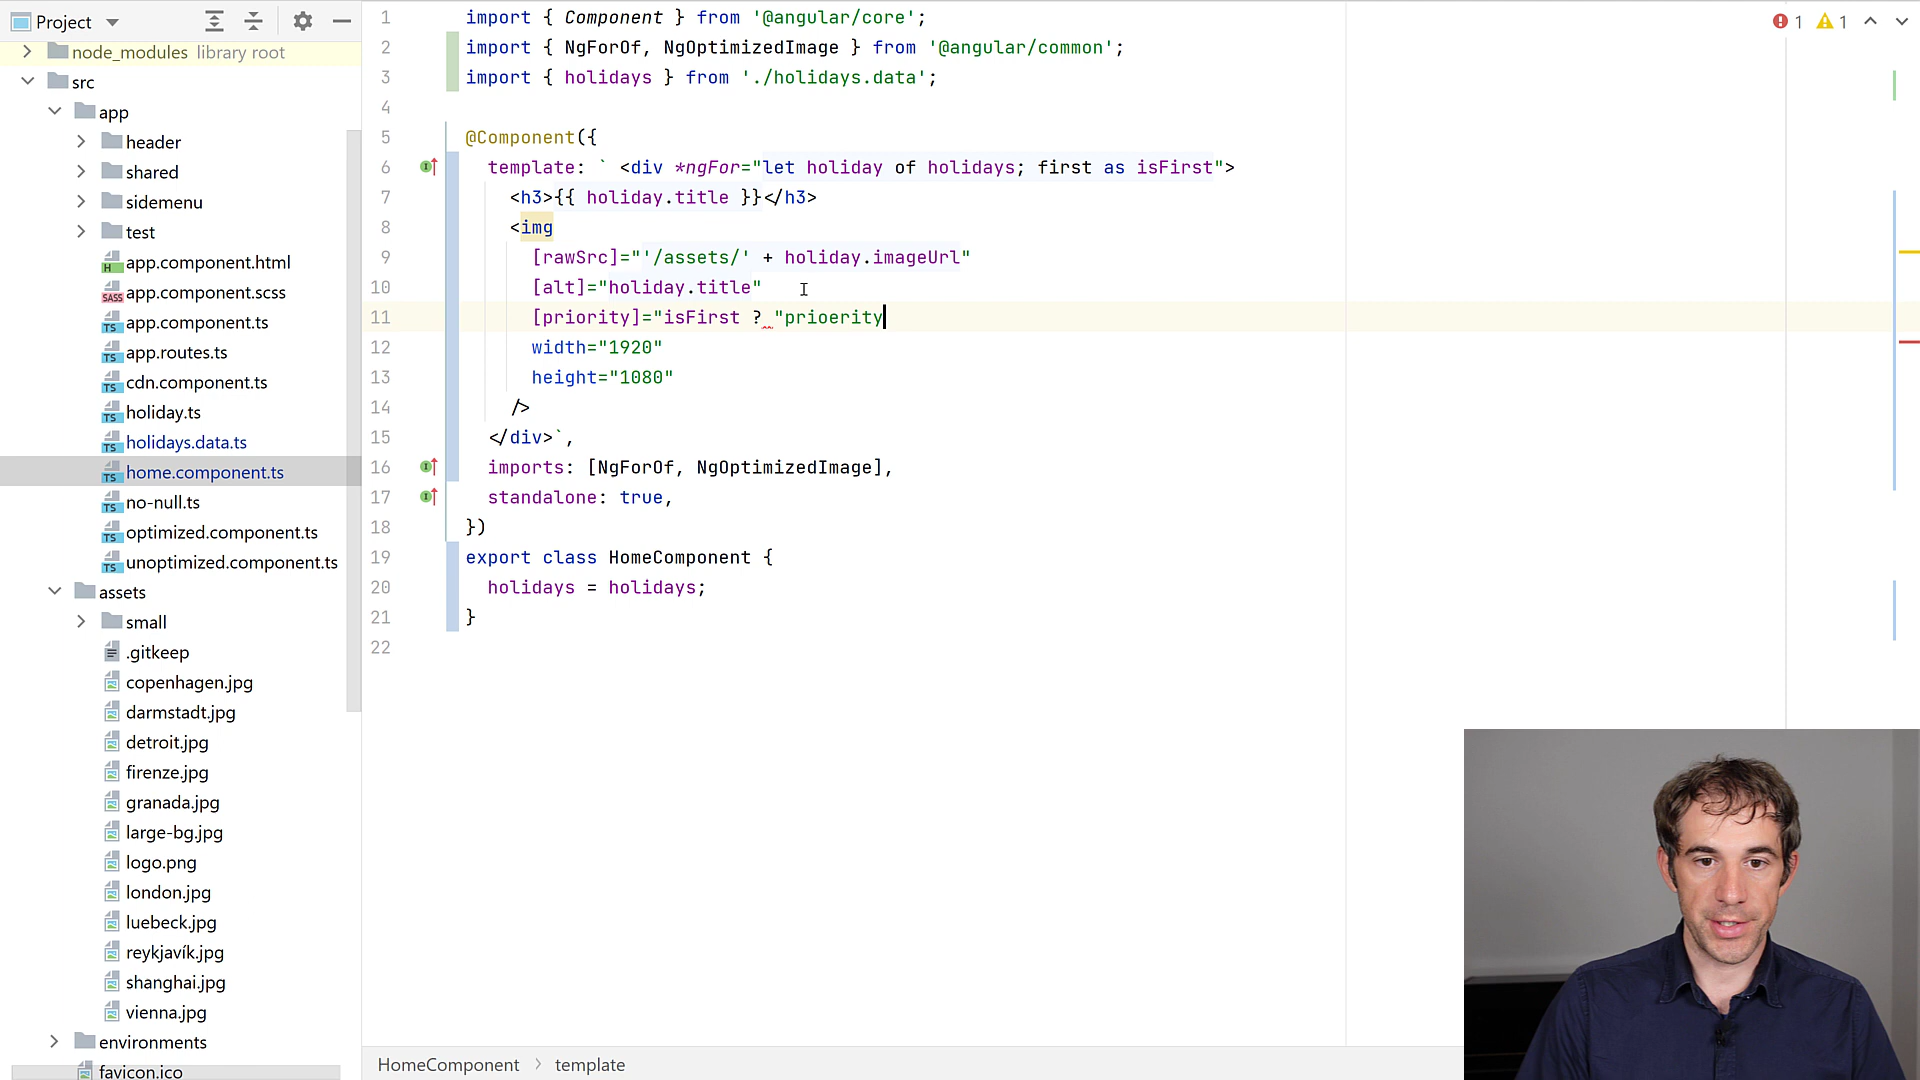 Project
node_modules library root
src
app
header
shared
sidemenu
test
app.component.html
app.component.scss
app.component.ts
app.routes.ts
cdn.component.ts
holiday.ts
holidays.data.ts
home.component.ts
no-null.ts
optimized.component.ts
unoptimized.component.ts
assets
small
.gitkeep
copenhagen.jpg
darmstadt.jpg
detroit.jpg
firenze.jpg
granada.jpg
large-bg.jpg
logo.png
london.jpg
luebeck.jpg
reykjavík.jpg
shanghai.jpg
vienna.jpg
environments
favicon.ico
1 import { Component } from '@angular/core';
2 import { NgForOf, NgOptimizedImage } from '@angular/common';
3 import { holidays } from './holidays.data';
4
5 @Component({
6 template: ` <div *ngFor="let holiday of holidays; first as isFirst">
7 <h3>{{ holiday.title }}</h3>
8 <img
9 [rawSrc]="'/assets/' + holiday.imageUrl"
10 [alt]="holiday.title"
11 [priority]="isFirst ? "prioerity
12 width="1920"
13 height="1080"
14 />
15 </div>`,
16 imports: [NgForOf, NgOptimizedImage],
17 standalone: true,
18 })
19 export class HomeComponent {
20 holidays = holidays;
21 }
22
1 1
HomeComponent > template